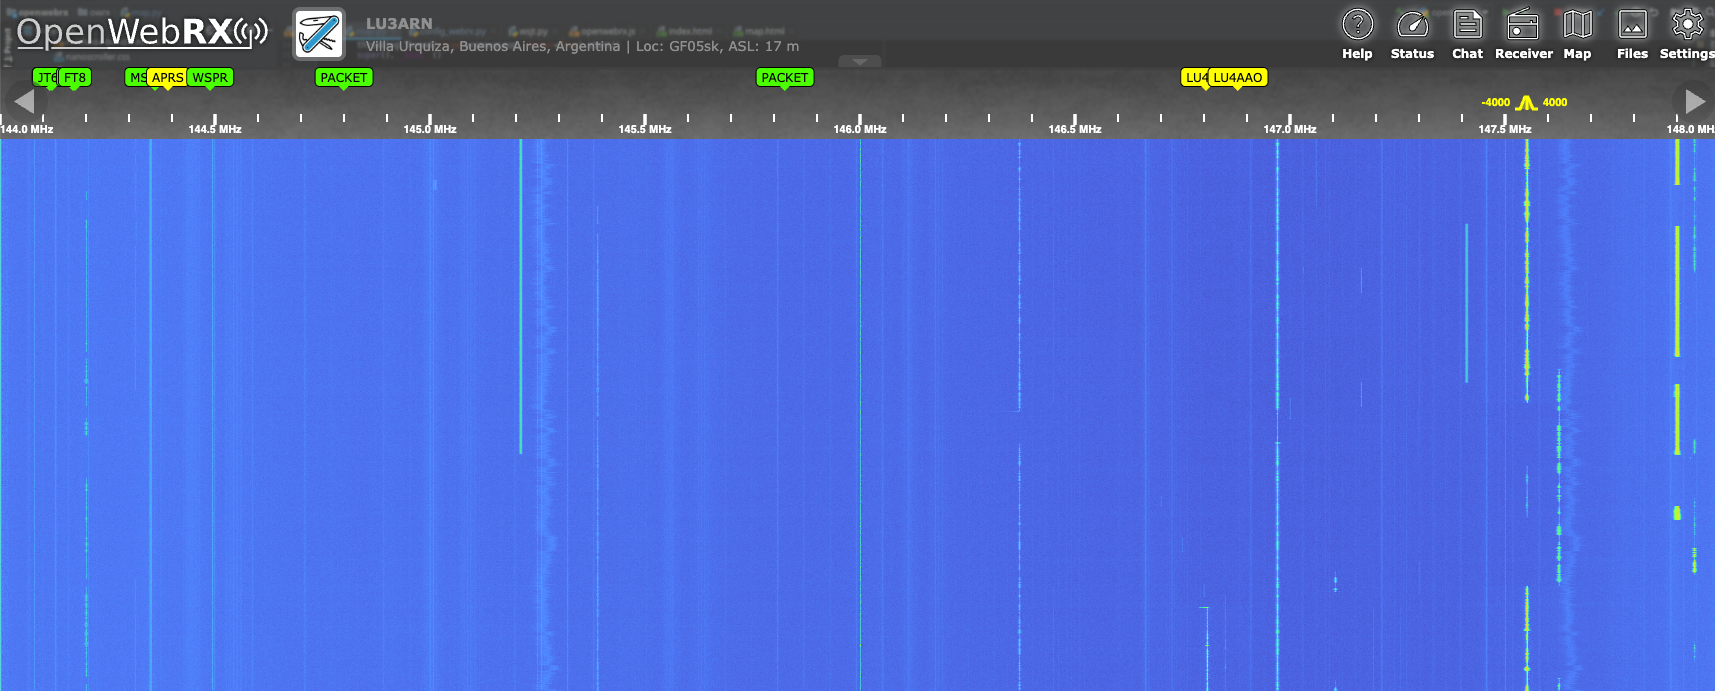 OpenWebRX
LU3ARN
Villa Urquiza, Buenos Aires, Argentina | Loc: GF05sk, ASL: 17 m
Help Status Chat Receiver Map Files Settings
JT6 FT8 MS APRS WSPR PACKET PACKET LU4 LU4AAO
-4000 4000
144.0 MHz 144.5 MHz 145.0 MHz 145.5 MHz 146.0 MHz 146.5 MHz 147.0 MHz 147.5 MHz 148.0 MH